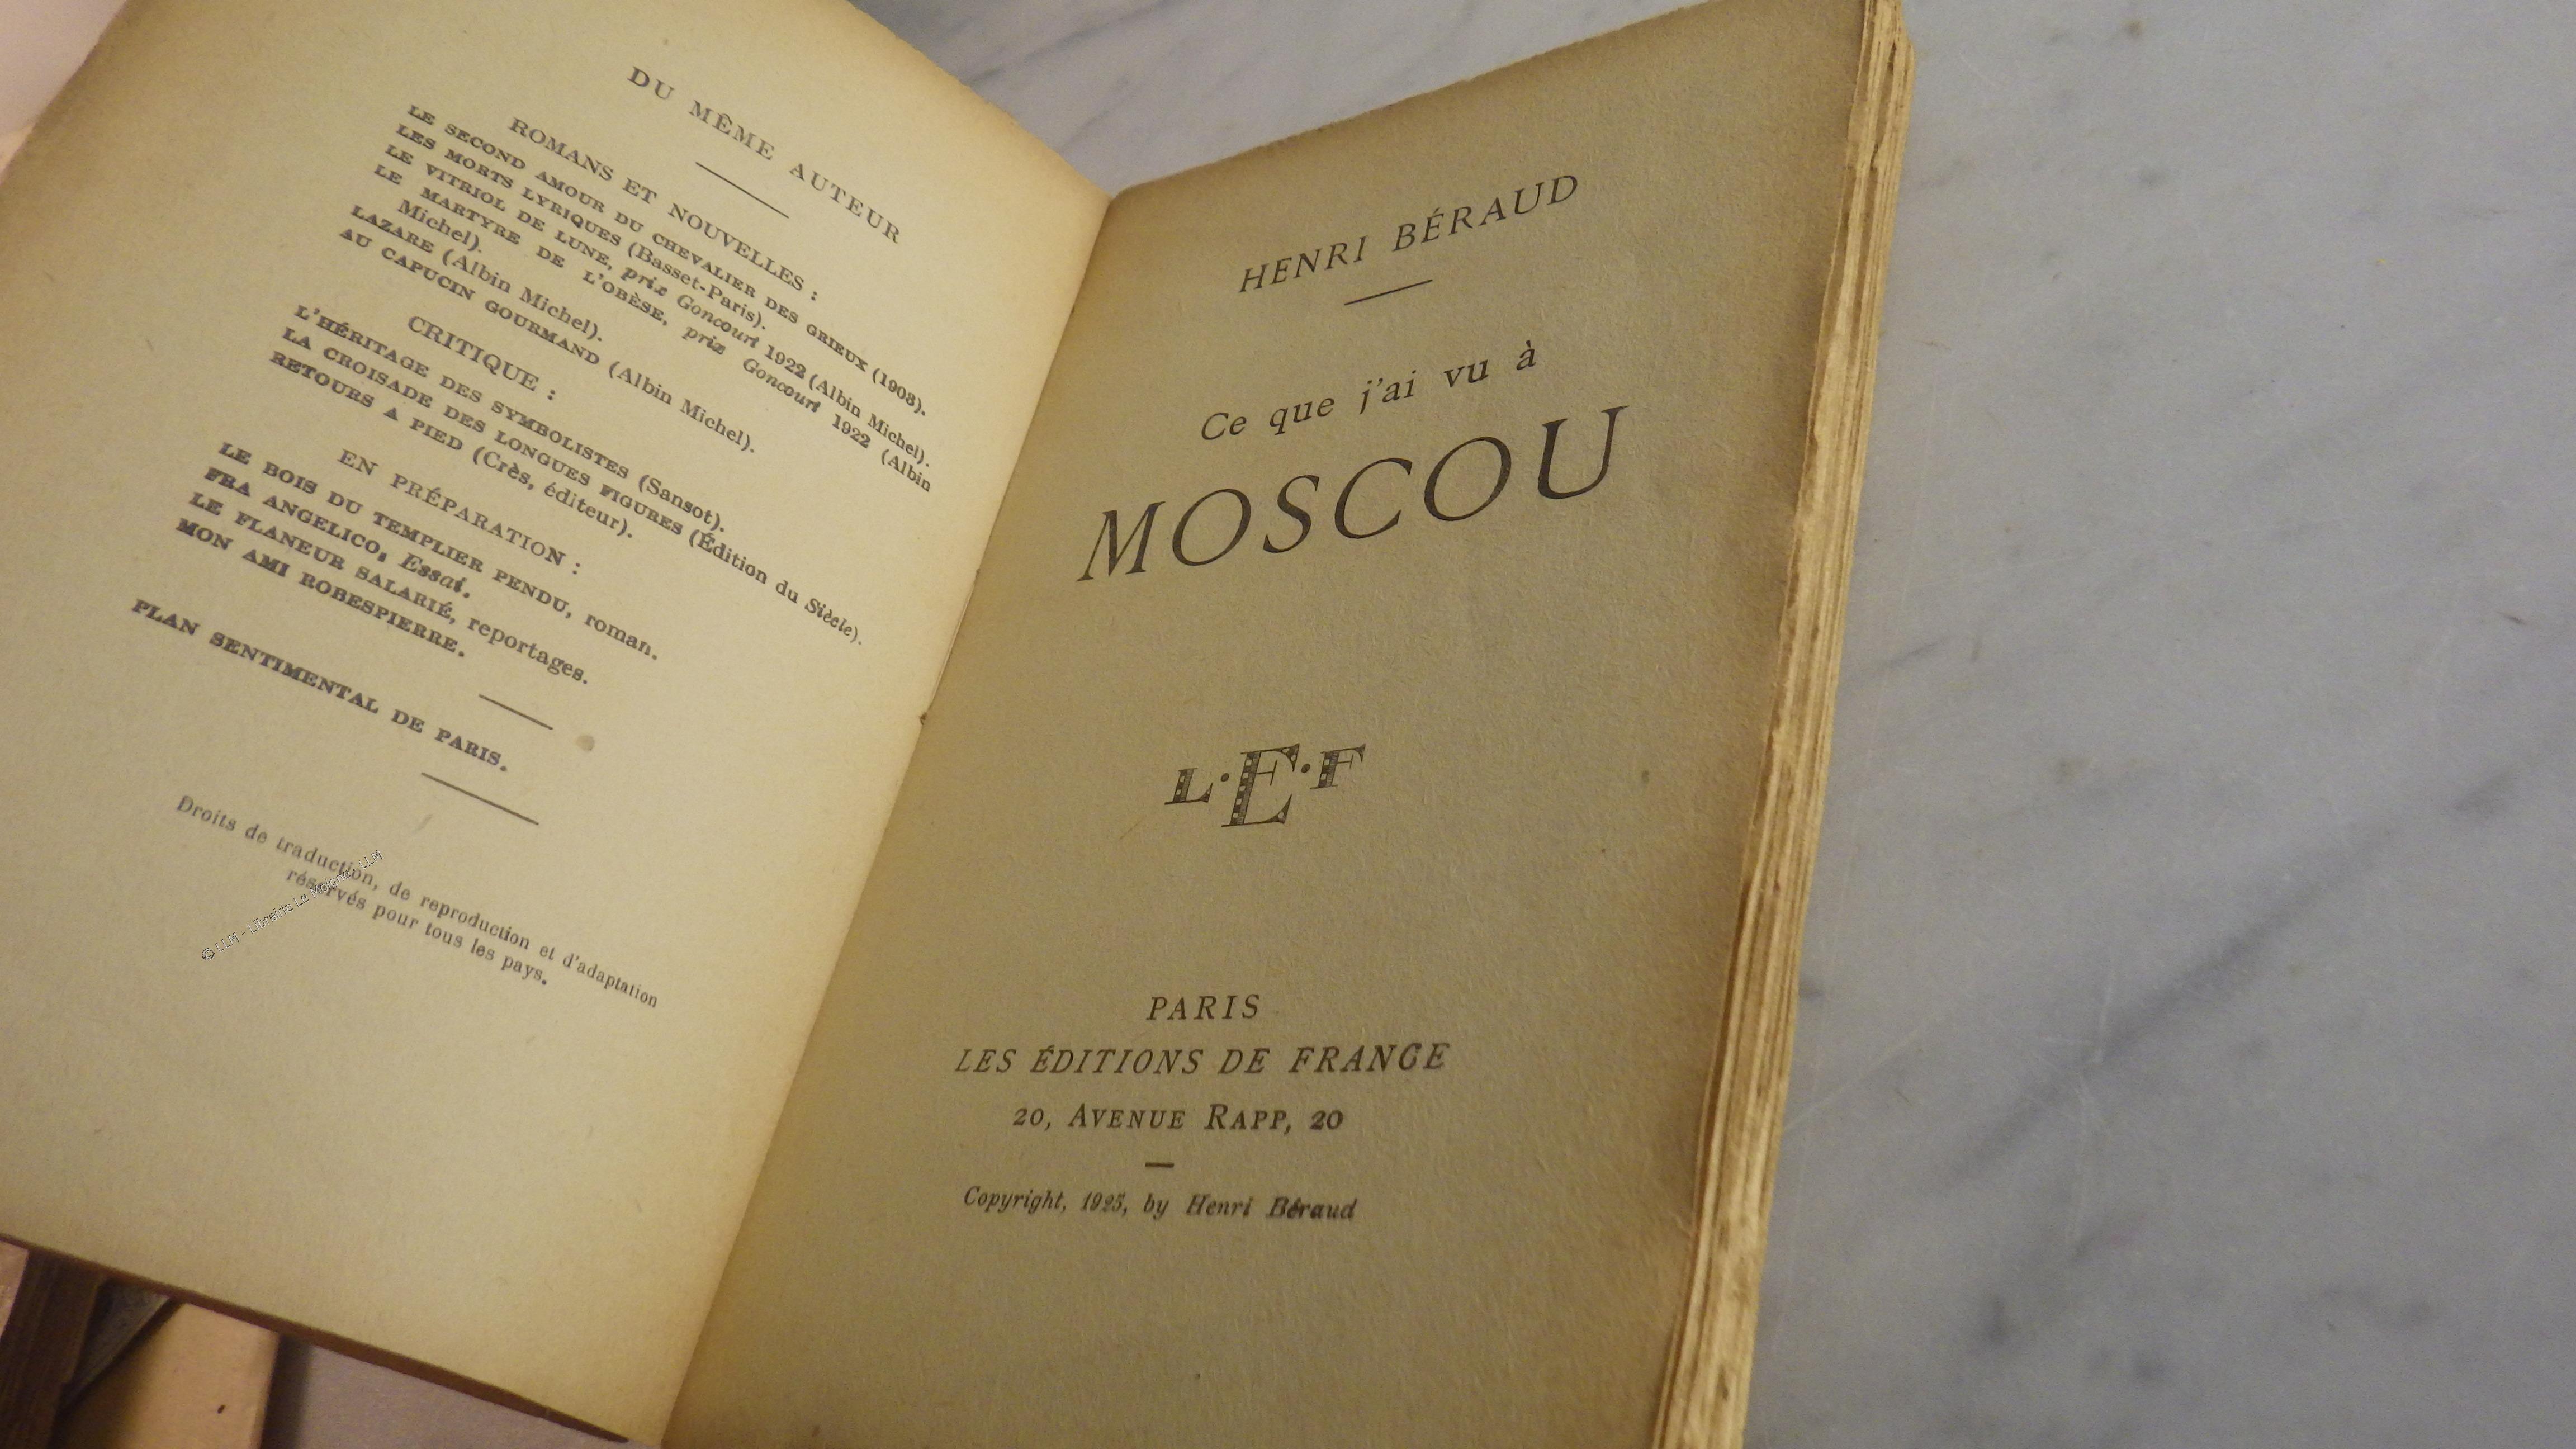 DU MÊME AUTEUR
ROMANS ET NOUVELLES :
LE SECOND AMOUR DU CHEVALIER DES GRIEUX (1903).
LES MORTS LYRIQUES (Basset-Paris).
LE VITRIOL DE LUNE, prix Goncourt 1922 (Albin Michel).
LE MARTYRE DE L'OBÈSE, prix Goncourt 1922 (Albin
Michel).
LAZARE (Albin Michel).
AU CAPUCIN GOURMAND (Albin Michel).
CRITIQUE :
L'HÉRITAGE DES SYMBOLISTES (Sansot).
LA CROISADE DES LONGUES FIGURES (Édition du Siècle).
RETOURS A PIED (Crès, éditeur).
EN PRÉPARATION :
LE BOIS DU TEMPLIER PENDU, roman.
FRA ANGELICO, Essai.
LE FLANEUR SALARIÉ, reportages.
MON AMI ROBESPIERRE.
PLAN SENTIMENTAL DE PARIS.
Droits de traduction, de reproduction et d'adaptation
réservés pour tous les pays.
© LLM - Librairie Le Moigne - LLM
HENRI BÉRAUD
Ce que j'ai vu à
MOSCOU
L·E·F
PARIS
LES ÉDITIONS DE FRANCE
20, AVENUE RAPP, 20
Copyright, 1925, by Henri Béraud